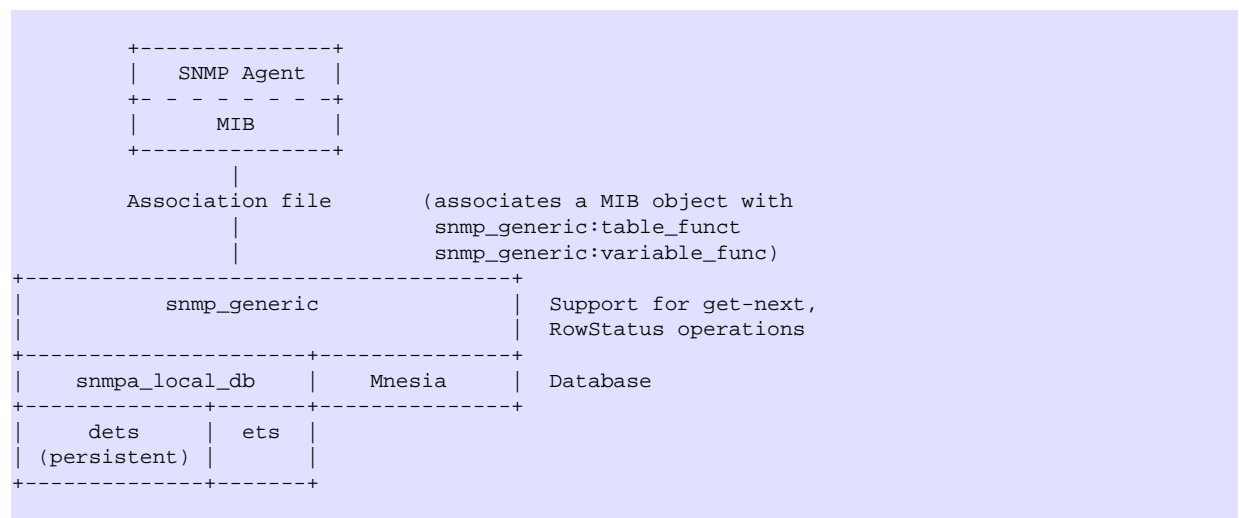 SNMP Agent
MIB
Association file (associates a MIB object with
snmp_generic:table_funct
snmp_generic:variable_func)
snmp_generic Support for get-next,
RowStatus operations
snmpa_local_db Mnesia Database
dets ets
(persistent)